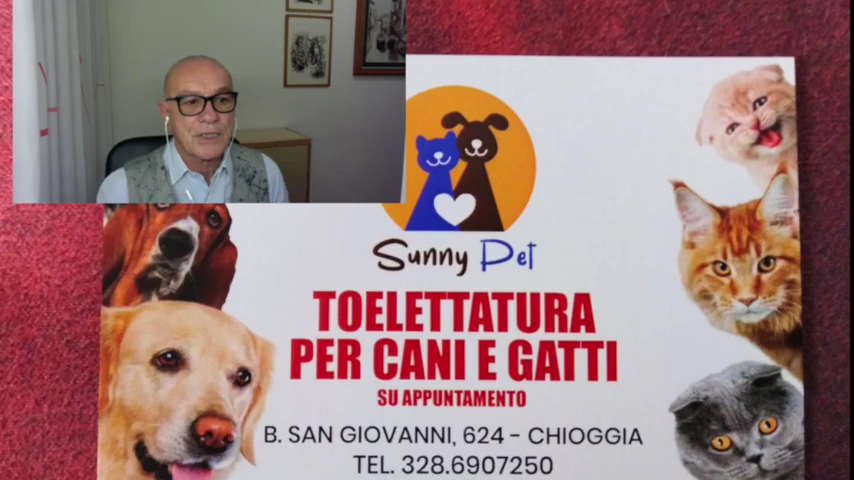 Sunny Pet
TOELETTATURA
PER CANI E GATTI
SU APPUNTAMENTO
B. SAN GIOVANNI, 624 - CHIOGGIA
TEL. 328.6907250